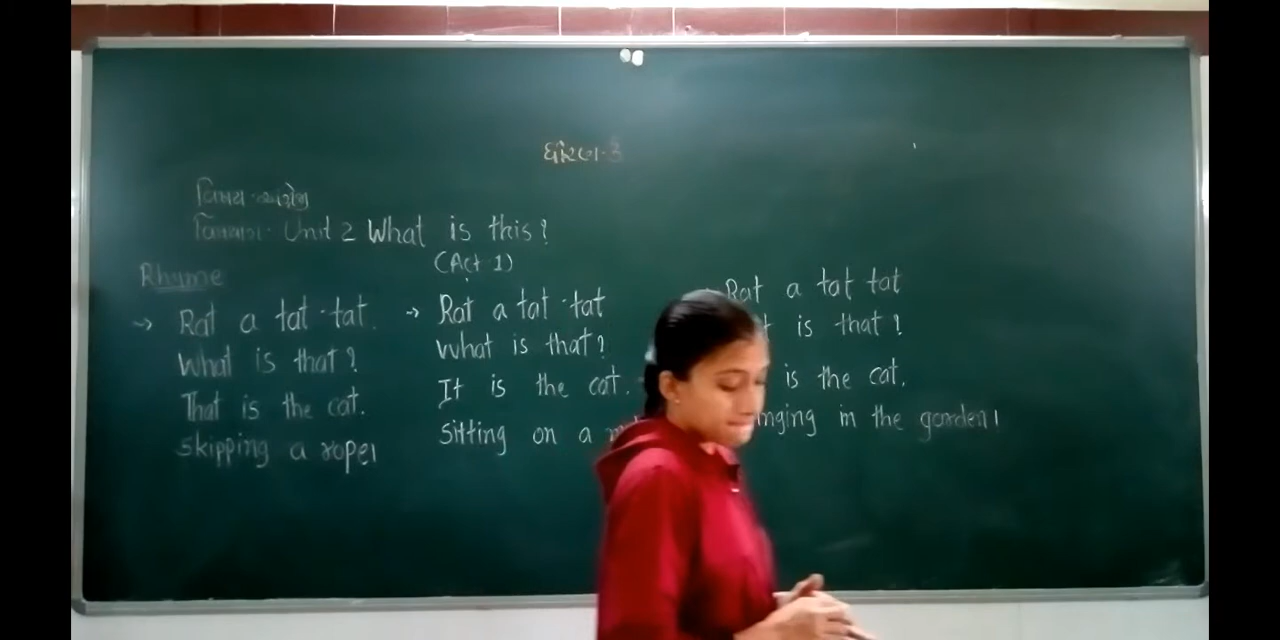 ધોરણ-૬
વિષય-અંગ્રેજી
વિભાગ- Unit 2 What is this?
(Act 1)
Rhyme
→ Rat a tat tat.
What is that?
That is the cat.
Skipping a rope!
→ Rat a tat tat
What is that?
It is the cat.
Sitting on a
Rat a tat tat
is that?
is the cat.
in the garden!